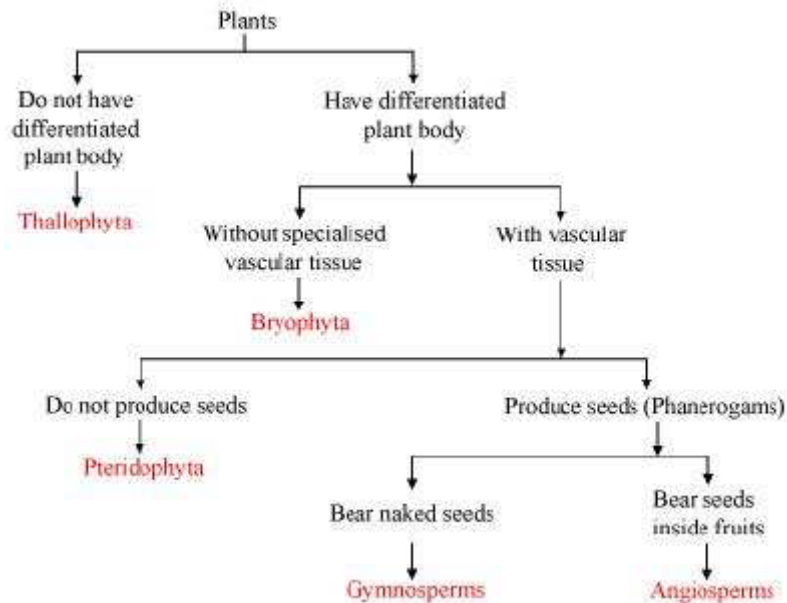 Plants
Do not have
differentiated
plant body
Have differentiated
plant body
Thallophyta
Without specialised
vascular tissue
With vascular
tissue
Bryophyta
Do not produce seeds
Produce seeds (Phanerogams)
Pteridophyta
Bear naked seeds
Bear seeds
inside fruits
Gymnosperms
Angiosperms